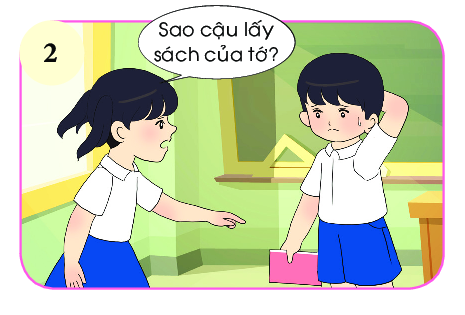 2
Sao cậu lấy
sách của tớ?